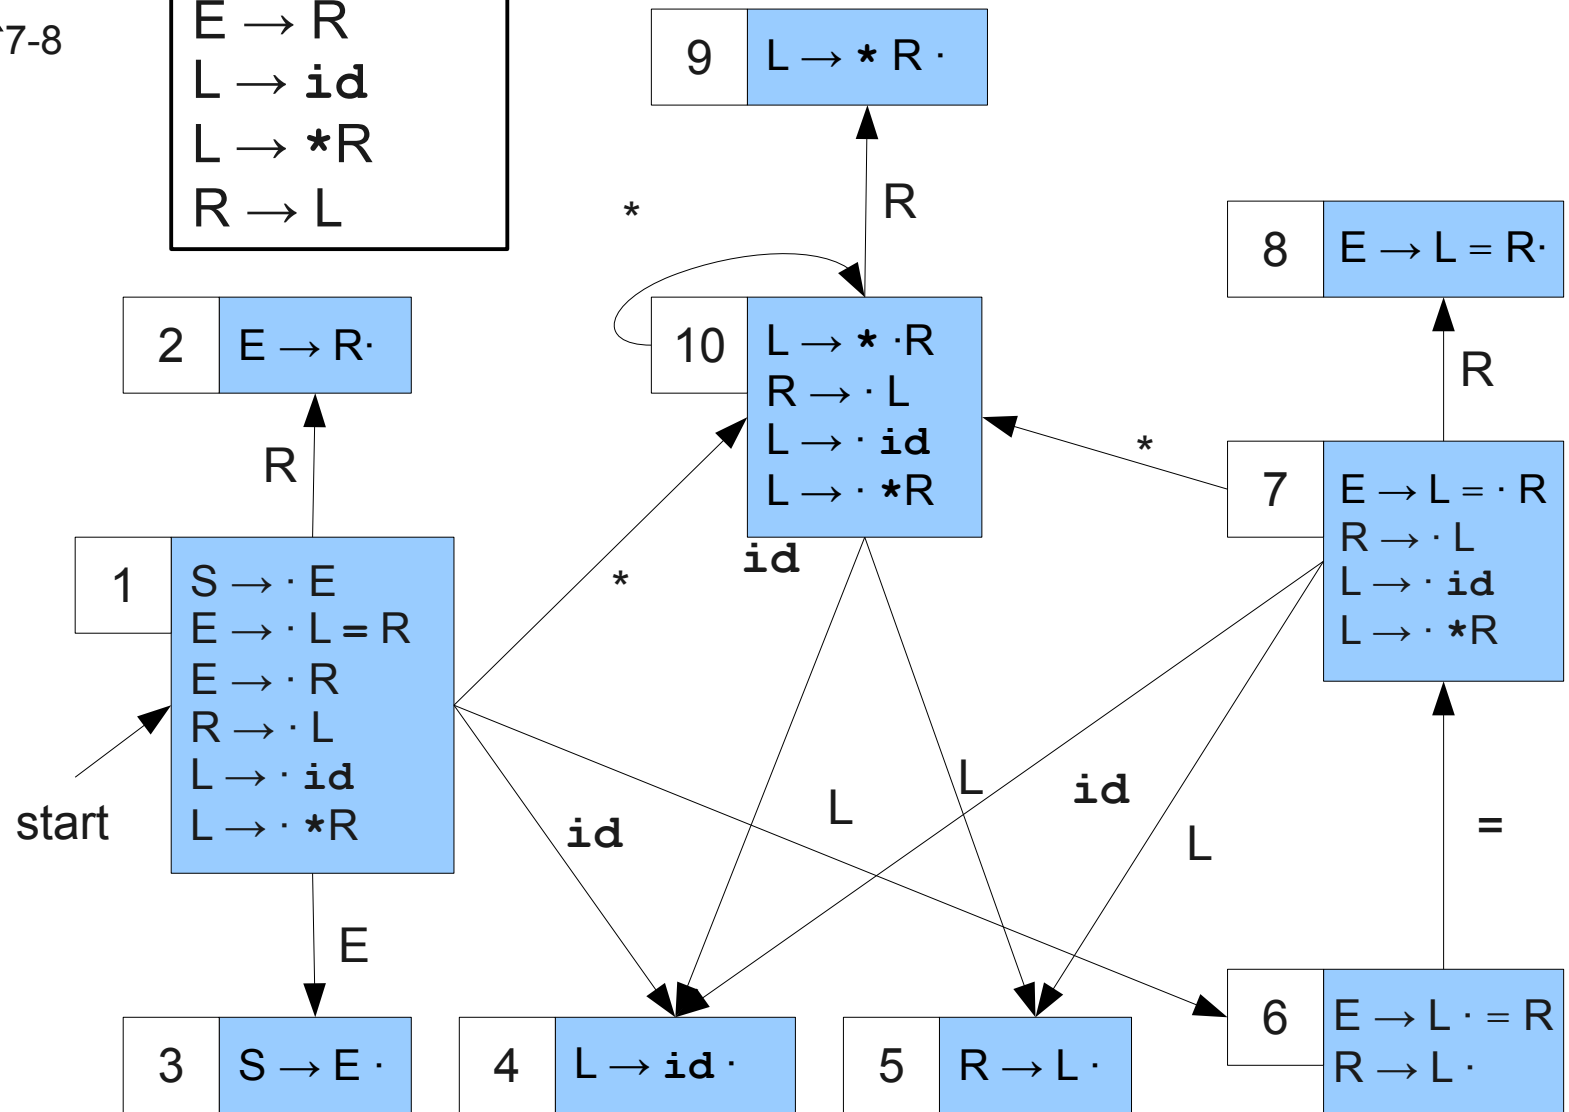 E → R
7-8
L → id
L → *R
R → L
9
L → * R ·
R
*
8
E → L = R·
2
E → R·
10
L → * ·R
R → · L
L → · id
L → · *R
R
R
*
7
E → L = · R
R → · L
L → · id
L → · *R
1
S → · E
E → · L = R
E → · R
R → · L
L → · id
L → · *R
id
*
start
id
L
L
id
L
=
E
3
S → E ·
4
L → id ·
5
R → L ·
6
E → L · = R
R → L ·